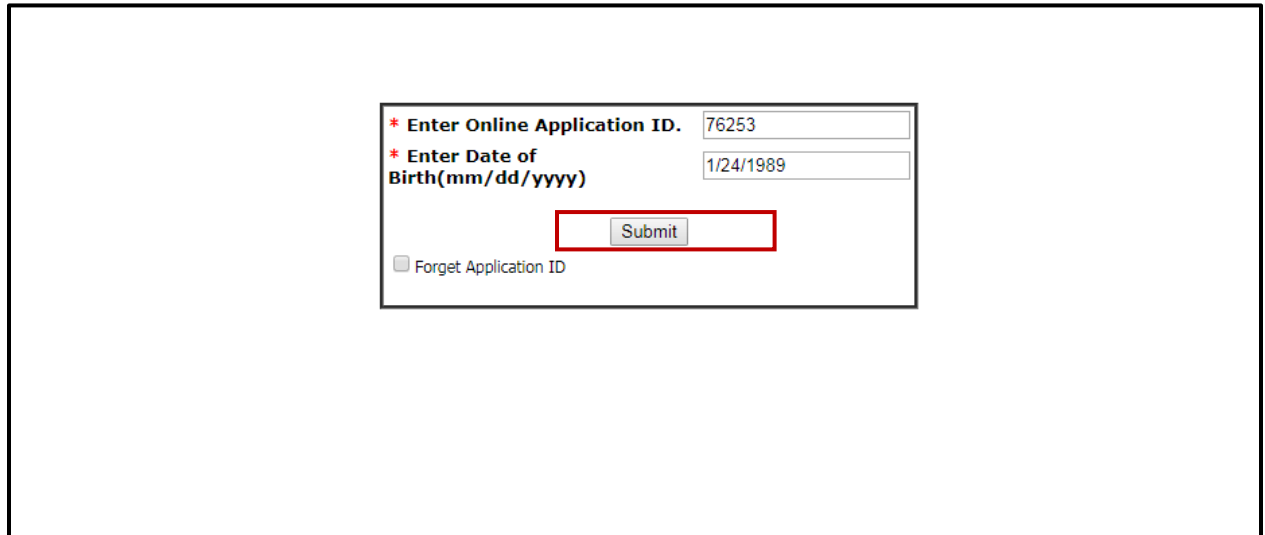 * Enter Online Application ID. 76253
* Enter Date of
Birth(mm/dd/yyyy) 1/24/1989
Submit
Forget Application ID